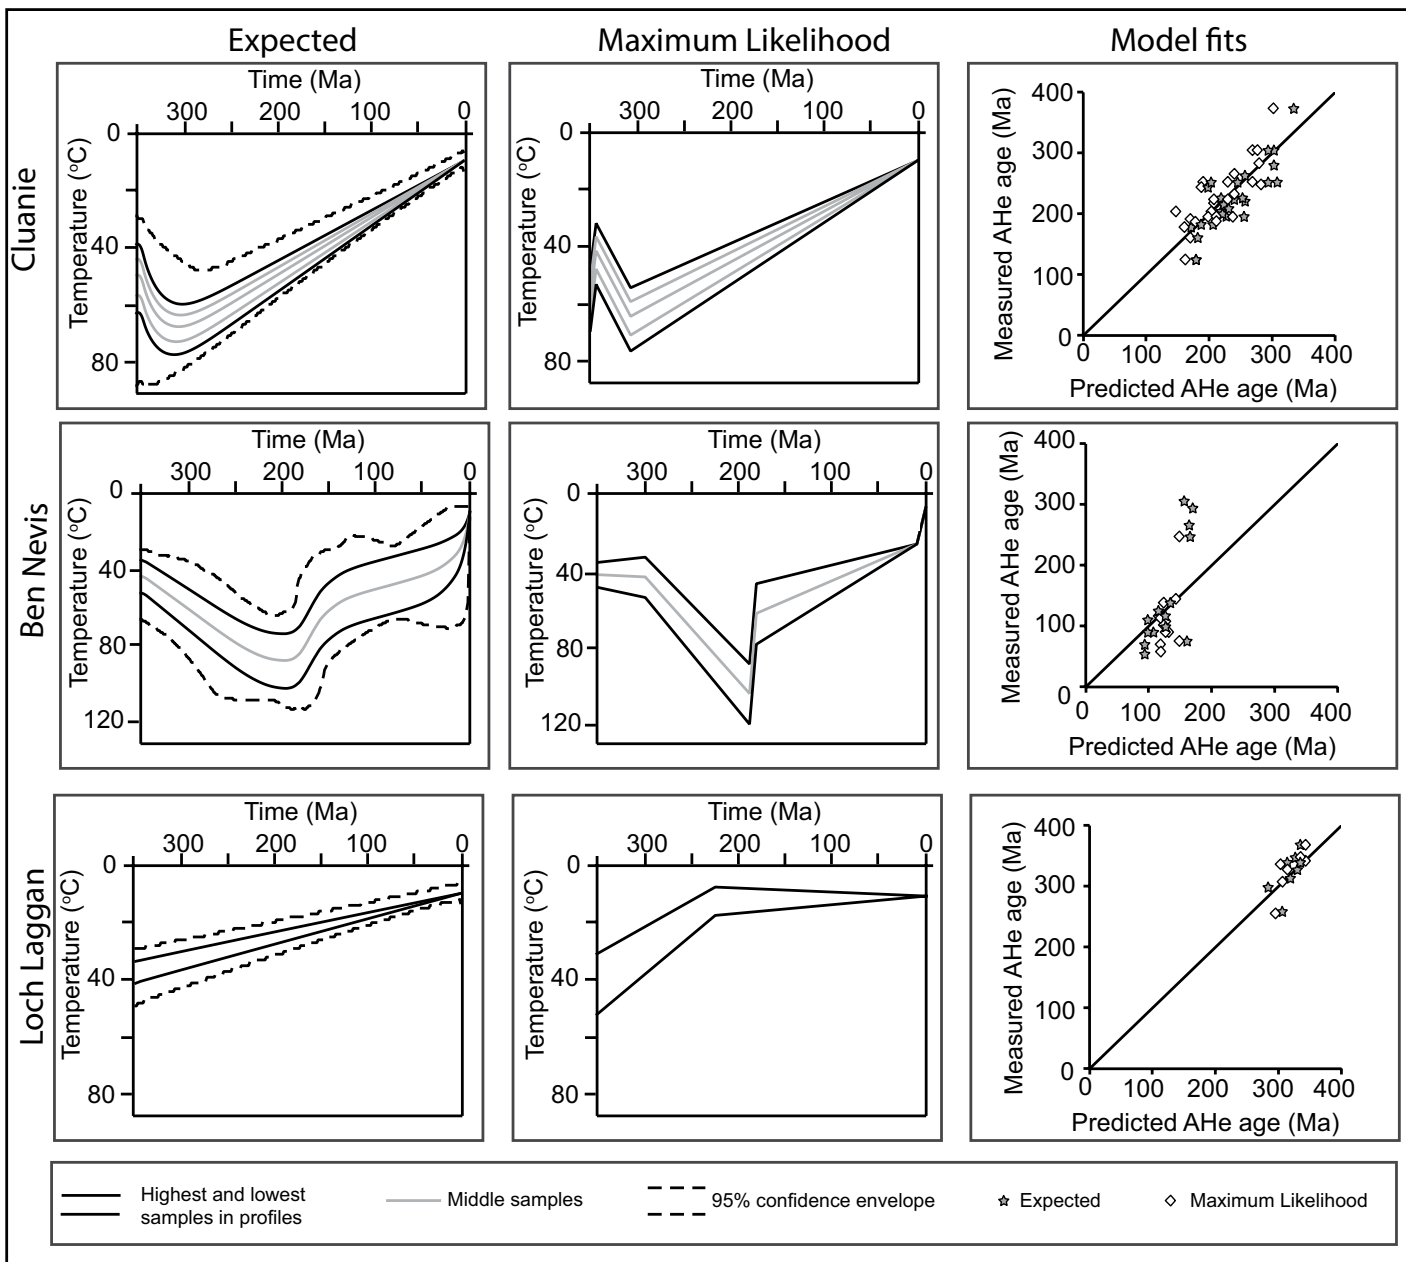 Expected
Maximum Likelihood
Model fits
Cluanie
Time (Ma)
300 200 100 0
Temperature (°C)
0
40
80
Time (Ma)
300 200 100 0
Temperature (°C)
0
40
80
Measured AHe age (Ma)
400
300
200
100
0
0 100 200 300 400
Predicted AHe age (Ma)
Ben Nevis
Time (Ma)
300 200 100 0
Temperature (°C)
0
40
80
120
Time (Ma)
300 200 100 0
Temperature (°C)
0
40
80
120
Measured AHe age (Ma)
400
300
200
100
0
0 100 200 300 400
Predicted AHe age (Ma)
Loch Laggan
Time (Ma)
300 200 100 0
Temperature (°C)
0
40
80
Time (Ma)
300 200 100 0
Temperature (°C)
0
40
80
Measured AHe age (Ma)
400
300
200
100
0
0 100 200 300 400
Predicted AHe age (Ma)
Highest and lowest
samples in profiles
Middle samples
95% confidence envelope
Expected
Maximum Likelihood